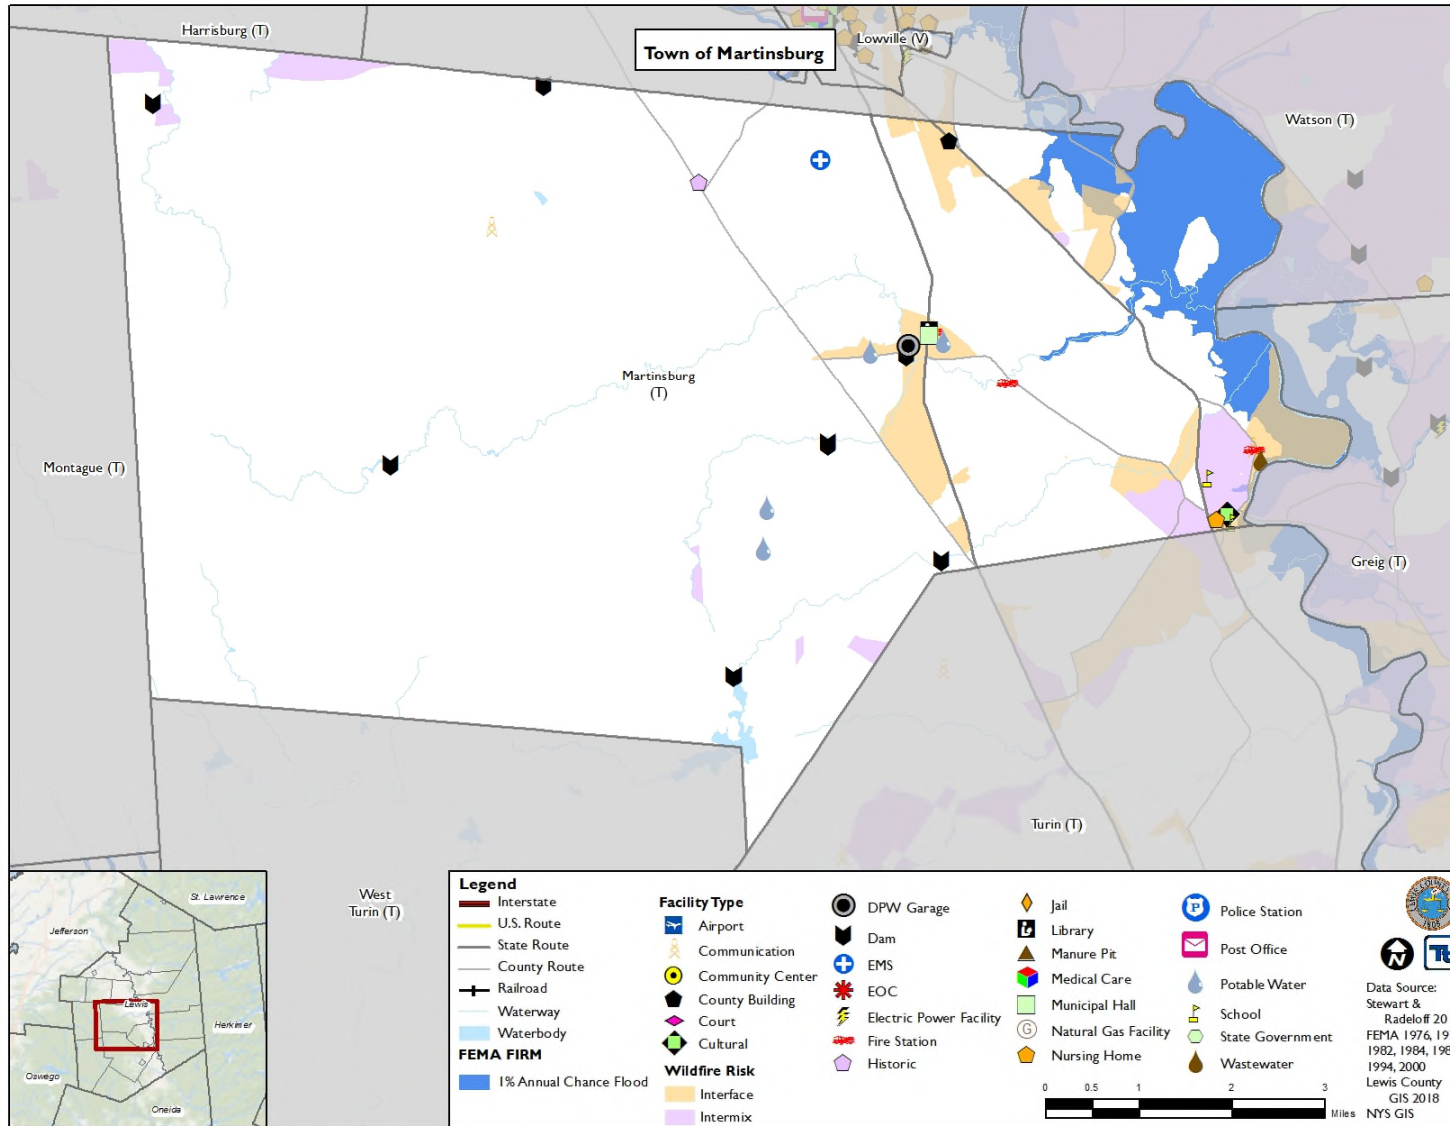 Harrisburg (T)
Town of Martinsburg
Lowville (V)
Watson (T)
Martinsburg
(T)
Montague (T)
Greig (T)
Turin (T)
West
Turin (T)
St. Lawrence
Jefferson
Lewis
Herkimer
Oswego
Oneida
Legend
Interstate
U.S. Route
State Route
County Route
Railroad
Waterway
Waterbody
FEMA FIRM
1% Annual Chance Flood
Facility Type
Airport
Communication
Community Center
County Building
Court
Cultural
Wildfire Risk
Interface
Intermix
DPW Garage
Dam
EMS
EOC
Electric Power Facility
Fire Station
Historic
Jail
Library
Manure Pit
Medical Care
Municipal Hall
G
Natural Gas Facility
Nursing Home
P
Police Station
Post Office
Potable Water
School
State Government
Wastewater
0 0.5 1 2 3
Miles
N
Data Source:
Stewart &
Radeloff 20
FEMA 1976, 19
1982, 1984, 198
1994, 2000
Lewis County
GIS 2018
NYS GIS